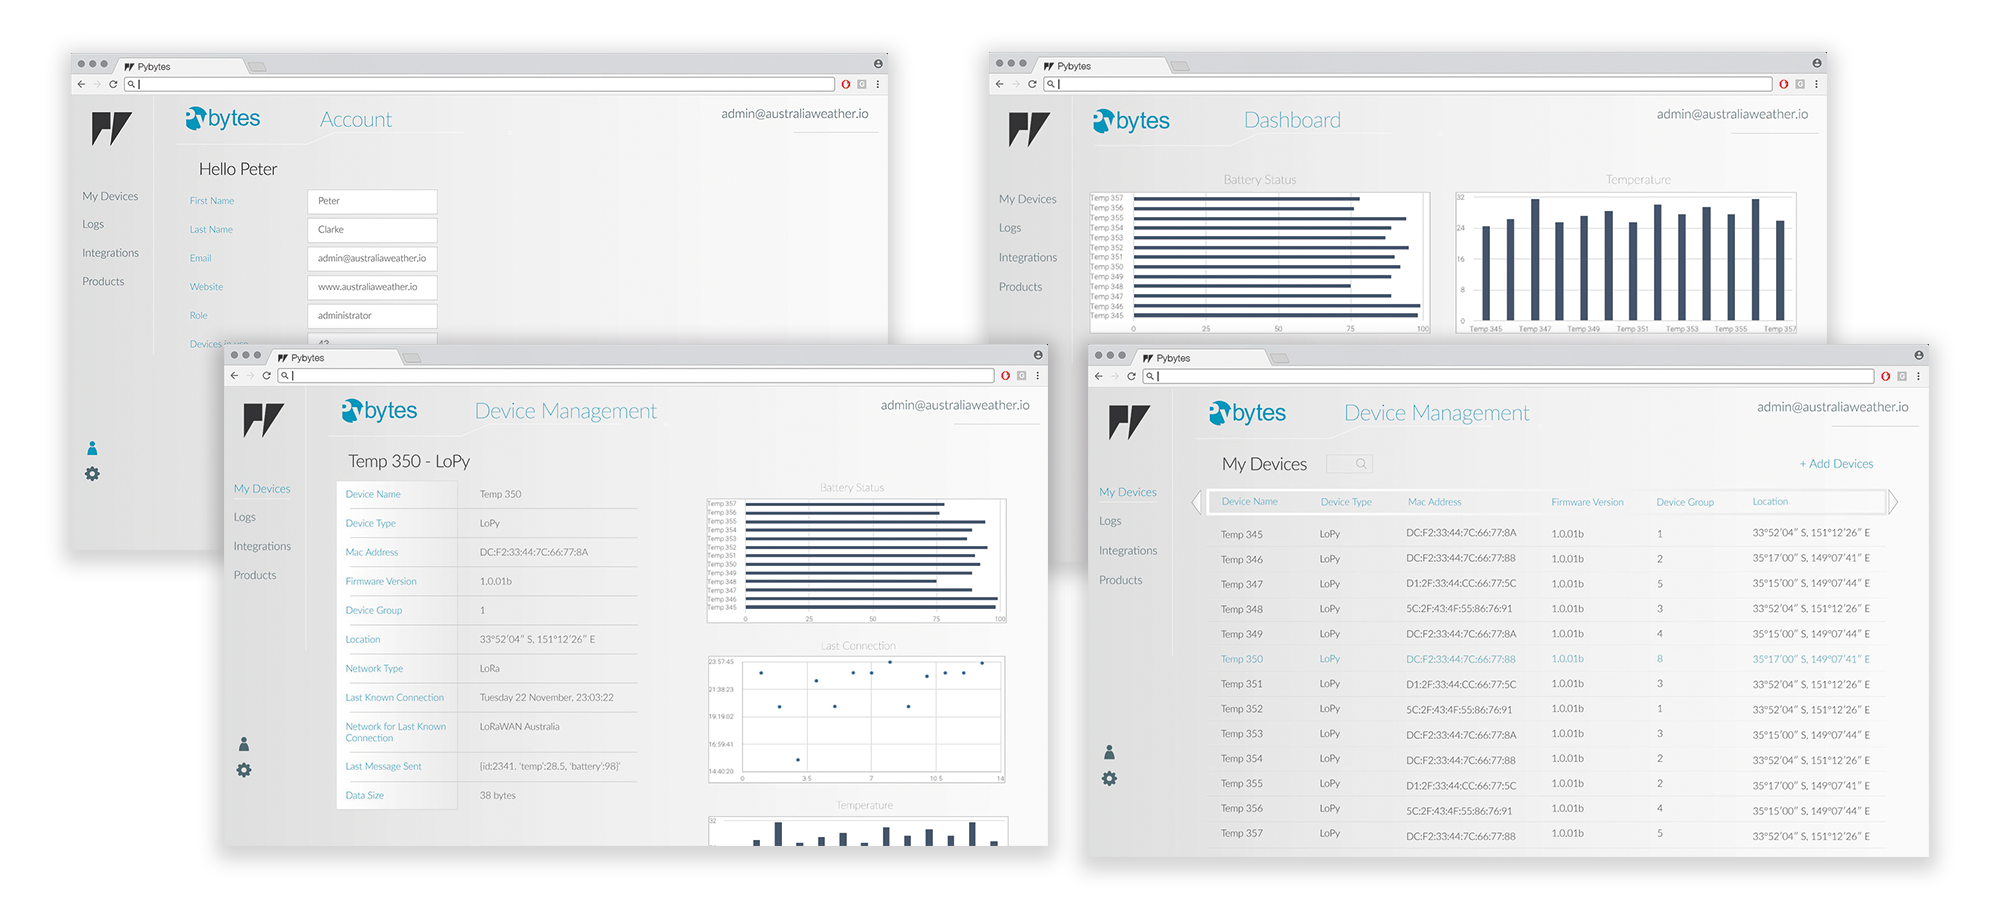 Pybytes
Pybytes
bytes
Account
admin@australiaweather.io
Hello Peter
My Devices
Logs
Integrations
Products
First Name
Peter
Last Name
Clarke
Email
admin@australiaweather.io
Website
www.australiaweather.io
Role
administrator
Devices in use
43
Pybytes
Pybytes
Dashboard
admin@australiaweather.io
My Devices
Logs
Integrations
Products
Battery Status
Temp 357
Temp 356
Temp 355
Temp 354
Temp 353
Temp 352
Temp 351
Temp 350
Temp 349
Temp 348
Temp 347
Temp 346
Temp 345
0 25 50 75 100
Temperature
32
24
16
8
0
Temp 345 Temp 347 Temp 349 Temp 351 Temp 353 Temp 355 Temp 357
Pybytes
Pybytes
Device Management
admin@australiaweather.io
Temp 350 - LoPy
My Devices
Logs
Integrations
Products
Device Name Temp 350
Device Type LoPy
Mac Address DC:F2:33:44:7C:66:77:8A
Firmware Version 1.0.01b
Device Group 1
Location 33°52'04" S, 151°12'26" E
Network Type LoRa
Last Known Connection Tuesday 22 November, 23:03:22
Network for Last Known LoRaWAN Australia
Connection
Last Message Sent {id:2341. 'temp':28.5, 'battery':98}'
Data Size 38 bytes
Battery Status
Temp 357
Temp 356
Temp 355
Temp 354
Temp 353
Temp 352
Temp 351
Temp 350
Temp 349
Temp 348
Temp 347
Temp 346
Temp 345
0 25 50 75 100
Last Connection
23:57:45
21:38:23
19:19:02
16:59:41
14:40:20
0 3.5 7 10.5 14
Temperature
32
Pybytes
Pybytes
Device Management
admin@australiaweather.io
My Devices
+ Add Devices
My Devices
Logs
Integrations
Products
Device Name Device Type Mac Address Firmware Version Device Group Location
Temp 345 LoPy DC:F2:33:44:7C:66:77:8A 1.0.01b 1 33°52'04" S, 151°12'26" E
Temp 346 LoPy DC:F2:33:44:7C:66:77:88 1.0.01b 2 35°17'00" S, 149°07'41" E
Temp 347 LoPy D1:2F:33:44:CC:66:77:5C 1.0.01b 5 35°15'00" S, 149°07'44" E
Temp 348 LoPy 5C:2F:43:4F:55:86:76:91 1.0.01b 3 33°52'04" S, 151°12'26" E
Temp 349 LoPy DC:F2:33:44:7C:66:77:8A 1.0.01b 4 35°15'00" S, 149°07'44" E
Temp 350 LoPy DC:F2:33:44:7C:66:77:88 1.0.01b 8 35°17'00" S, 149°07'41" E
Temp 351 LoPy D1:2F:33:44:CC:66:77:5C 1.0.01b 3 33°52'04" S, 151°12'26" E
Temp 352 LoPy 5C:2F:43:4F:55:86:76:91 1.0.01b 1 33°52'04" S, 151°12'26" E
Temp 353 LoPy DC:F2:33:44:7C:66:77:8A 1.0.01b 3 35°15'00" S, 149°07'44" E
Temp 354 LoPy DC:F2:33:44:7C:66:77:88 1.0.01b 2 33°52'04" S, 151°12'26" E
Temp 355 LoPy D1:2F:33:44:CC:66:77:5C 1.0.01b 2 35°17'00" S, 149°07'41" E
Temp 356 LoPy 5C:2F:43:4F:55:86:76:91 1.0.01b 4 35°15'00" S, 149°07'44" E
Temp 357 LoPy DC:F2:33:44:7C:66:77:88 1.0.01b 5 33°52'04" S, 151°12'26" E